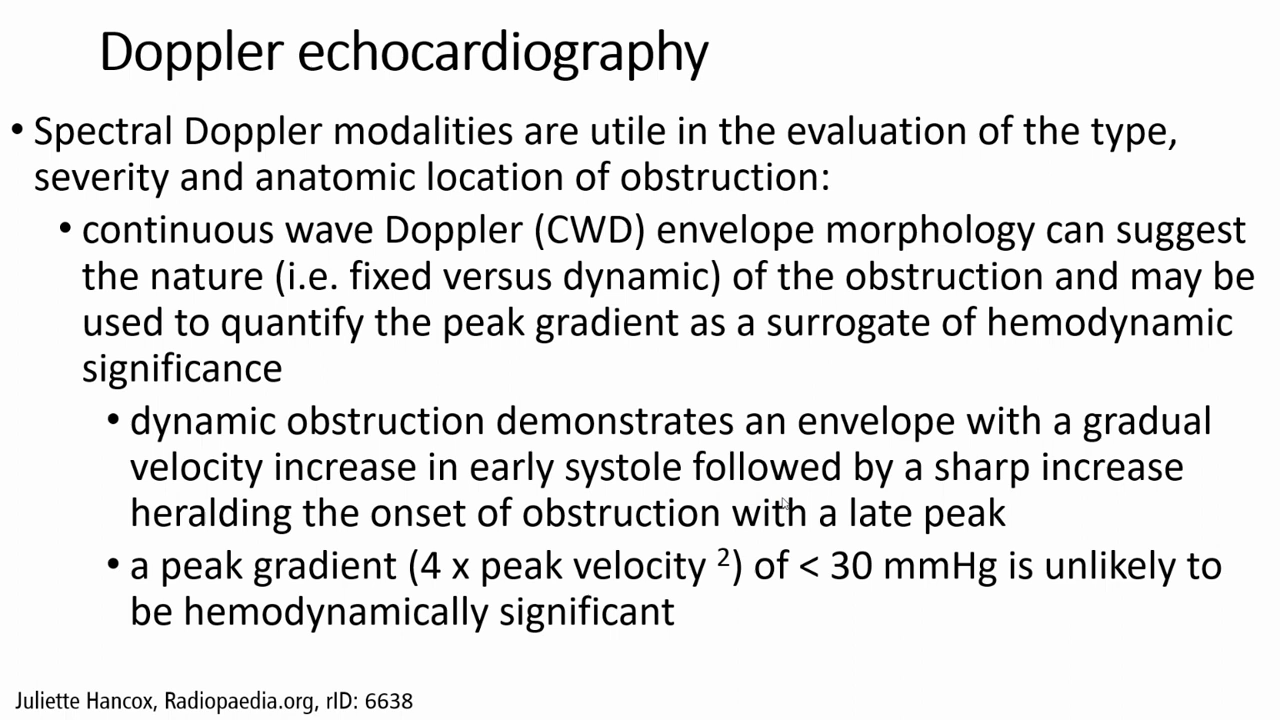 Doppler echocardiography
• Spectral Doppler modalities are utile in the evaluation of the type,
severity and anatomic location of obstruction:
• continuous wave Doppler (CWD) envelope morphology can suggest
the nature (i.e. fixed versus dynamic) of the obstruction and may be
used to quantify the peak gradient as a surrogate of hemodynamic
significance
• dynamic obstruction demonstrates an envelope with a gradual
velocity increase in early systole followed by a sharp increase
heralding the onset of obstruction with a late peak
• a peak gradient (4 x peak velocity ²) of < 30 mmHg is unlikely to
be hemodynamically significant
Juliette Hancox, Radiopaedia.org, rID: 6638